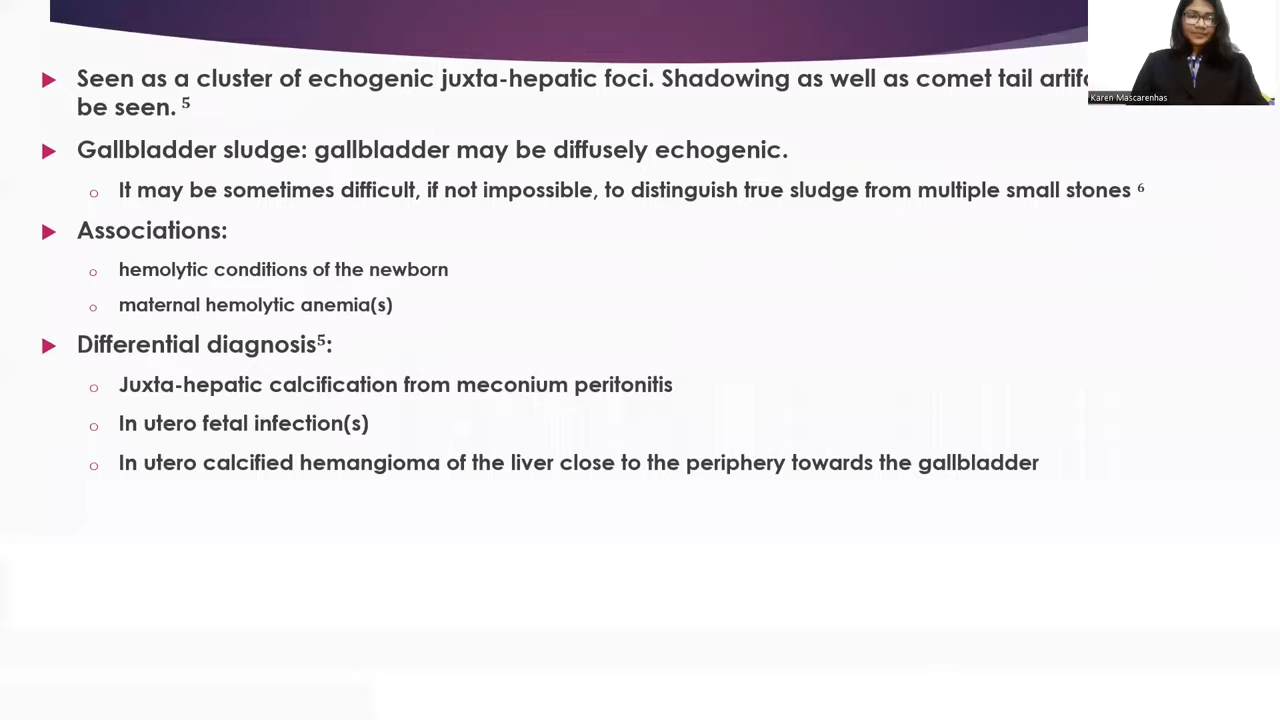 Seen as a cluster of echogenic juxta-hepatic foci. Shadowing as well as comet tail
be seen. ⁵
Gallbladder sludge: gallbladder may be diffusely echogenic.
It may be sometimes difficult, if not impossible, to distinguish true sludge from multiple small stones ⁶
Associations:
hemolytic conditions of the newborn
maternal hemolytic anemia(s)
Differential diagnosis⁵:
Juxta-hepatic calcification from meconium peritonitis
In utero fetal infection(s)
In utero calcified hemangioma of the liver close to the periphery towards the gallbladder
Karen Mascarenhas